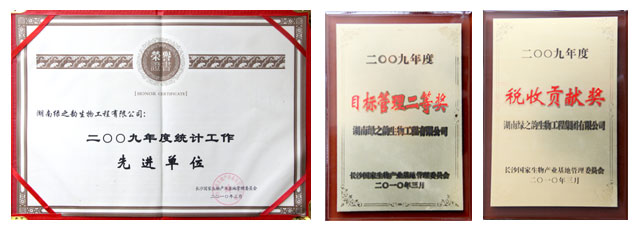 荣誉
[HONOR CERTIFICATE]
湖南绿之韵生物工程有限公司：
二〇〇九年度统计工作
先进单位
长沙国家生物产业基地管理委员会
二〇一〇年三月
二〇〇九年度
目标管理二等奖
湖南绿之韵生物工程有限公司
长沙国家生物产业基地管理委员会
二〇一〇年三月
二〇〇九年度
税收贡献奖
湖南绿之韵生物工程集团有限公司
长沙国家生物产业基地管理委员会
二〇一〇年三月